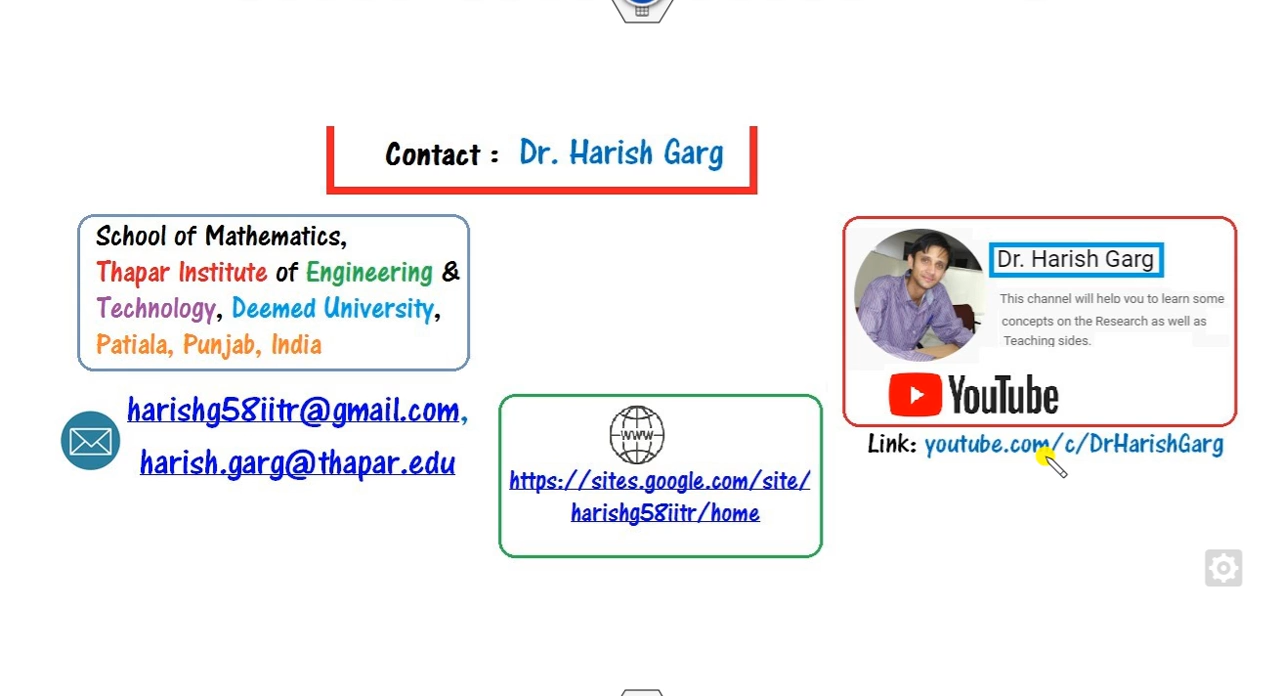 Contact : Dr. Harish Garg
School of Mathematics,
Thapar Institute of Engineering &
Technology, Deemed University,
Patiala, Punjab, India
harishg58iitr@gmail.com,
harish.garg@thapar.edu
www
https://sites.google.com/site/
harishg58iitr/home
Dr. Harish Garg
This channel will help you to learn some
concepts on the Research as well as
Teaching sides.
YouTube
Link: youtube.com/c/DrHarishGarg